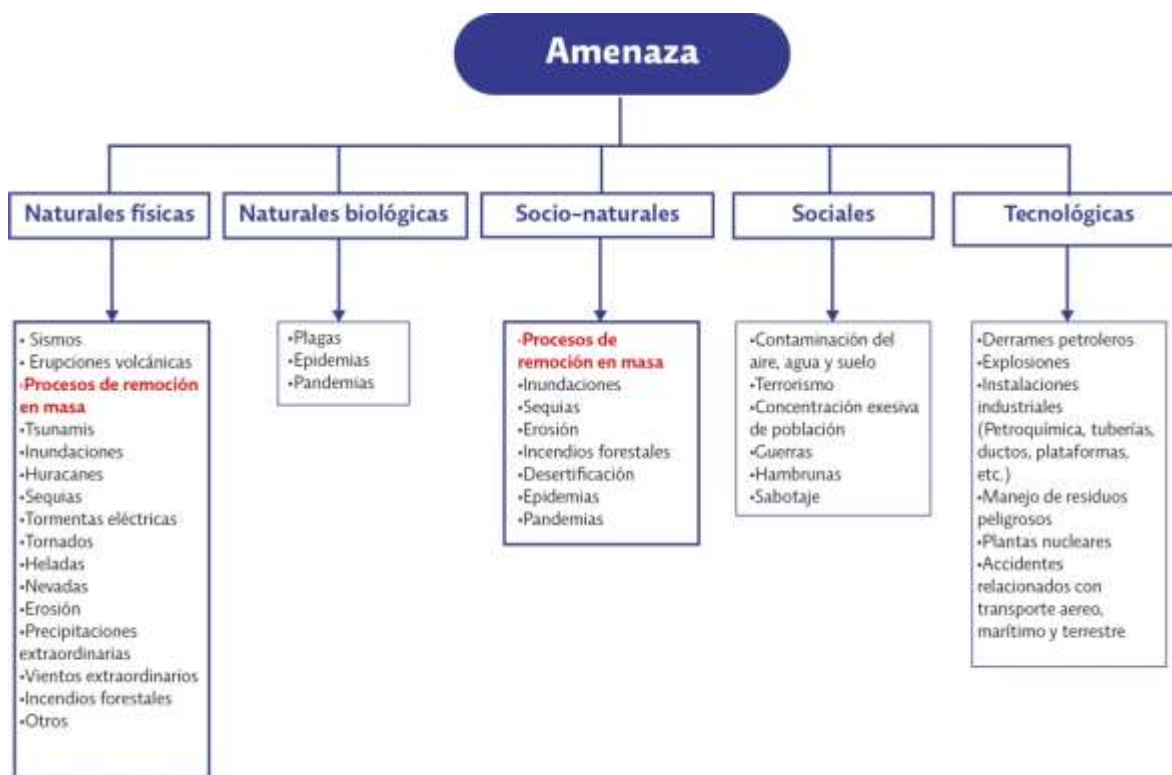 Amenaza
Naturales físicas
Naturales biológicas
Socio-naturales
Sociales
Tecnológicas
• Sismos
• Erupciones volcánicas
•Procesos de remoción
en masa
•Tsunamis
•Inundaciones
•Huracanes
•Sequias
•Tormentas eléctricas
•Tornados
•Heladas
•Nevadas
•Erosión
•Precipitaciones
extraordinarias
•Vientos extraordinarios
•Incendios forestales
•Otros
•Plagas
•Epidemias
•Pandemias
•Procesos de
remoción en masa
•Inundaciones
•Sequias
•Erosión
•Incendios forestales
•Desertificación
•Epidemias
•Pandemias
•Contaminación del
aire, agua y suelo
•Terrorismo
•Concentración exesiva
de población
•Guerras
•Hambrunas
•Sabotaje
•Derrames petroleros
•Explosiones
•Instalaciones
industriales
(Petroquímica, tuberías,
ductos, plataformas,
etc.)
•Manejo de residuos
peligrosos
•Plantas nucleares
•Accidentes
relacionados con
transporte aereo,
marítimo y terrestre